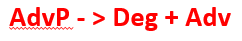 AdvP - > Deg + Adv